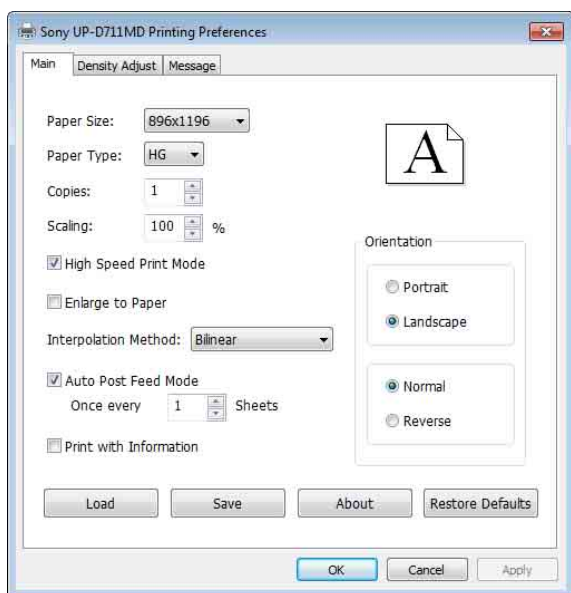 Sony UP-D711MD Printing Preferences
Main Density Adjust Message
Paper Size: 896x1196
Paper Type: HG
Copies: 1
Scaling: 100 %
High Speed Print Mode
Enlarge to Paper
Interpolation Method: Bilinear
Auto Post Feed Mode
Once every 1 Sheets
Print with Information
A
Orientation
Portrait
Landscape
Normal
Reverse
Load Save About Restore Defaults
OK Cancel Apply